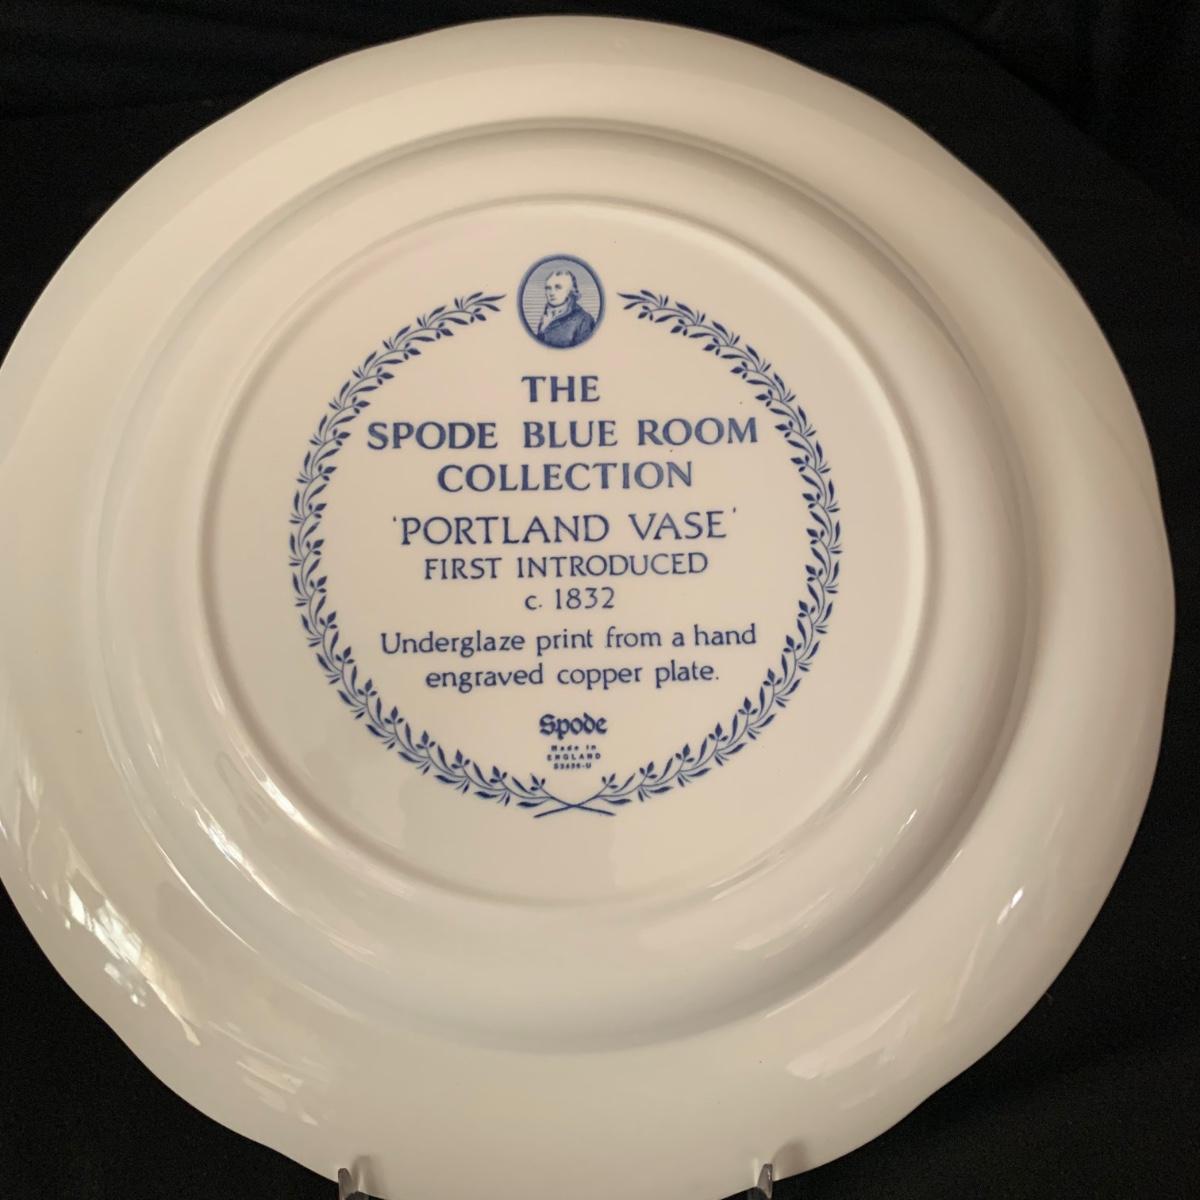 THE
SPODE BLUE ROOM
COLLECTION
'PORTLAND VASE'
FIRST INTRODUCED
c. 1832
Underglaze print from a hand
engraved copper plate.
Spode
Made in
ENGLAND